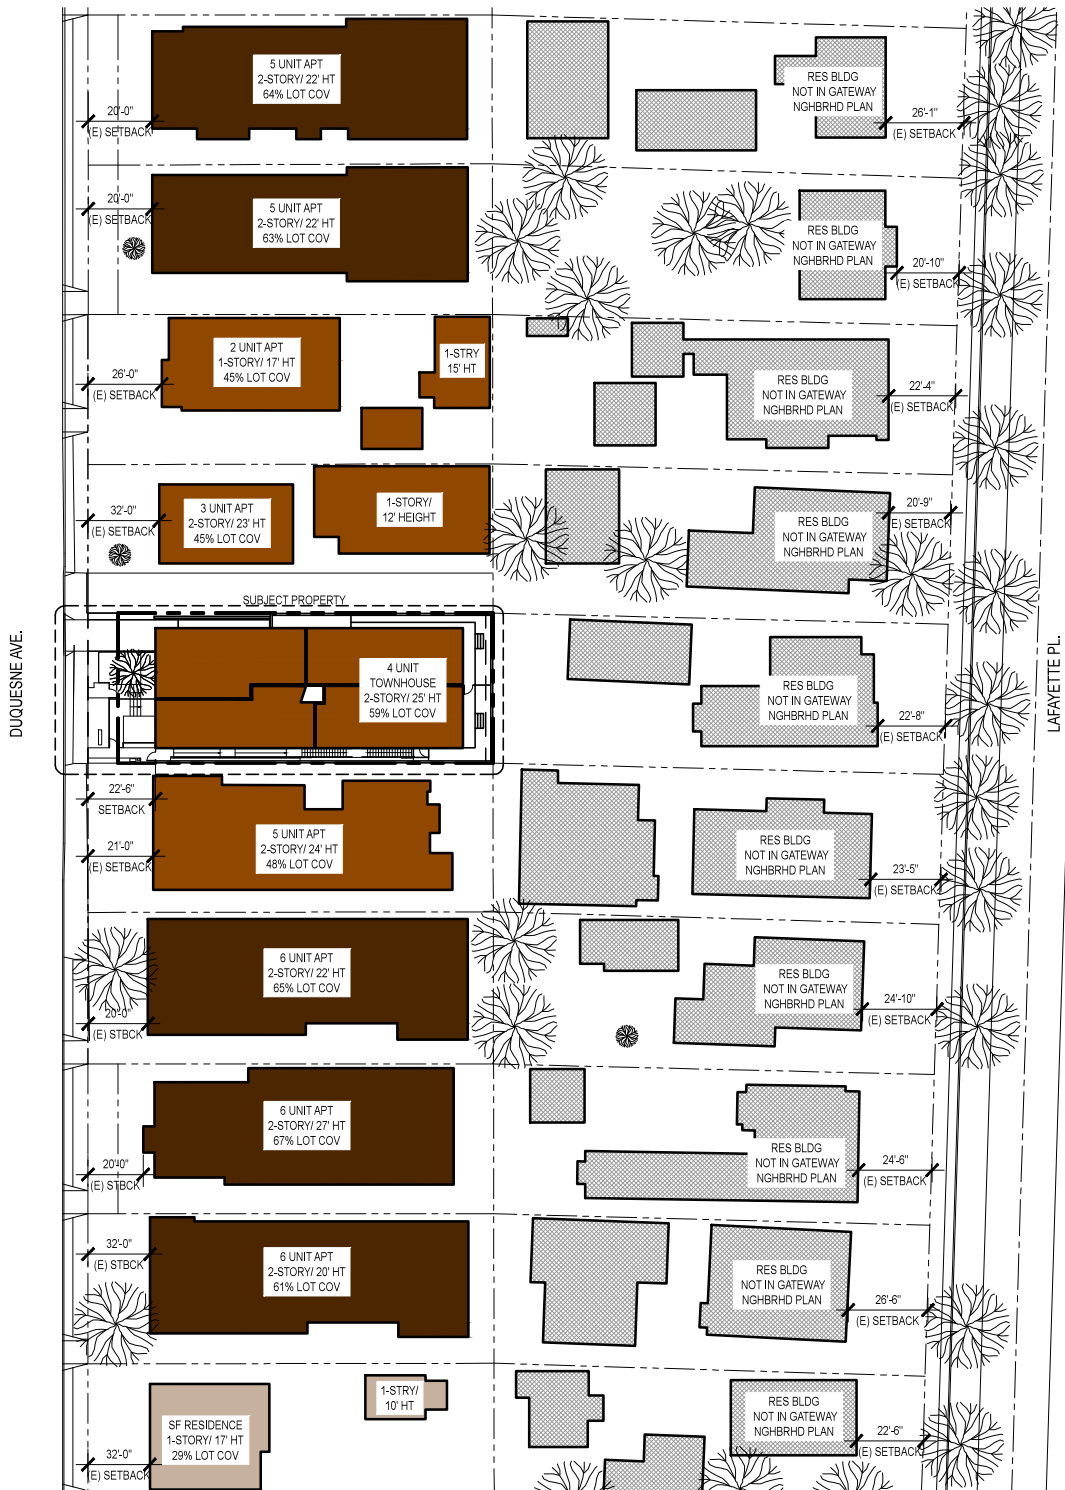 5 UNIT APT
2-STORY/ 22' HT
64% LOT COV
RES BLDG
NOT IN GATEWAY
NGHBRHD PLAN
20'-0"
(E) SETBACK
26'-1"
(E) SETBACK
5 UNIT APT
2-STORY/ 22' HT
63% LOT COV
RES BLDG
NOT IN GATEWAY
NGHBRHD PLAN
20'-0"
(E) SETBACK
20'-10"
(E) SETBACK
2 UNIT APT
1-STORY/ 17' HT
45% LOT COV
1-STRY
15' HT
RES BLDG
NOT IN GATEWAY
NGHBRHD PLAN
26'-0"
(E) SETBACK
22'-4"
(E) SETBACK
3 UNIT APT
2-STORY/ 23' HT
45% LOT COV
1-STORY/
12' HEIGHT
RES BLDG
NOT IN GATEWAY
NGHBRHD PLAN
32'-0"
(E) SETBACK
20'-9"
(E) SETBACK
SUBJECT PROPERTY
DUQUESNE AVE.
4 UNIT
TOWNHOUSE
2-STORY/ 25' HT
59% LOT COV
RES BLDG
NOT IN GATEWAY
NGHBRHD PLAN
22'-8"
(E) SETBACK
LAFAYETTE PL.
22'-6"
SETBACK
21'-0"
(E) SETBACK
5 UNIT APT
2-STORY/ 24' HT
48% LOT COV
RES BLDG
NOT IN GATEWAY
NGHBRHD PLAN
23'-5"
(E) SETBACK
6 UNIT APT
2-STORY/ 22' HT
65% LOT COV
RES BLDG
NOT IN GATEWAY
NGHBRHD PLAN
20'-0"
(E) STBCK
24'-10"
(E) SETBACK
6 UNIT APT
2-STORY/ 27' HT
67% LOT COV
RES BLDG
NOT IN GATEWAY
NGHBRHD PLAN
20'-0"
(E) STBCK
24'-6"
(E) SETBACK
32'-0"
(E) STBCK
6 UNIT APT
2-STORY/ 20' HT
61% LOT COV
RES BLDG
NOT IN GATEWAY
NGHBRHD PLAN
26'-6"
(E) SETBACK
SF RESIDENCE
1-STORY/ 17' HT
29% LOT COV
1-STRY/
10' HT
RES BLDG
NOT IN GATEWAY
NGHBRHD PLAN
32'-0"
(E) SETBACK
22'-6"
(E) SETBACK